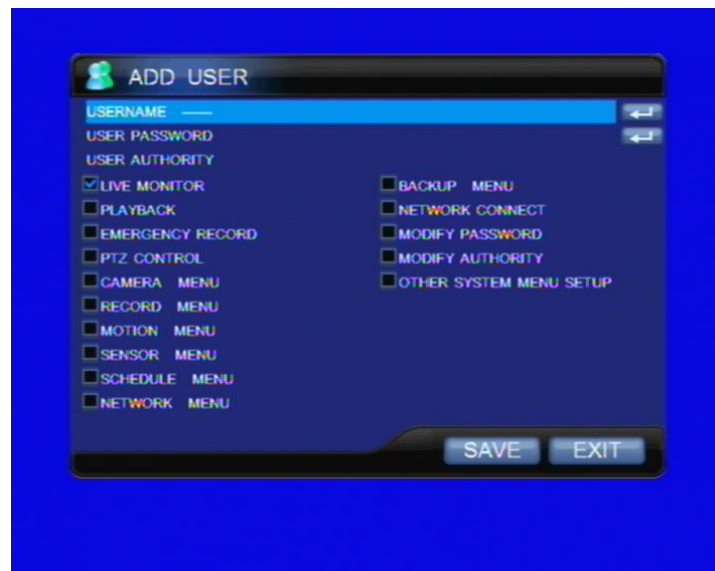 ADD USER
USERNAME ——
USER PASSWORD
USER AUTHORITY
LIVE MONITOR
PLAYBACK
EMERGENCY RECORD
PTZ CONTROL
CAMERA MENU
RECORD MENU
MOTION MENU
SENSOR MENU
SCHEDULE MENU
NETWORK MENU
BACKUP MENU
NETWORK CONNECT
MODIFY PASSWORD
MODIFY AUTHORITY
OTHER SYSTEM MENU SETUP
SAVE EXIT